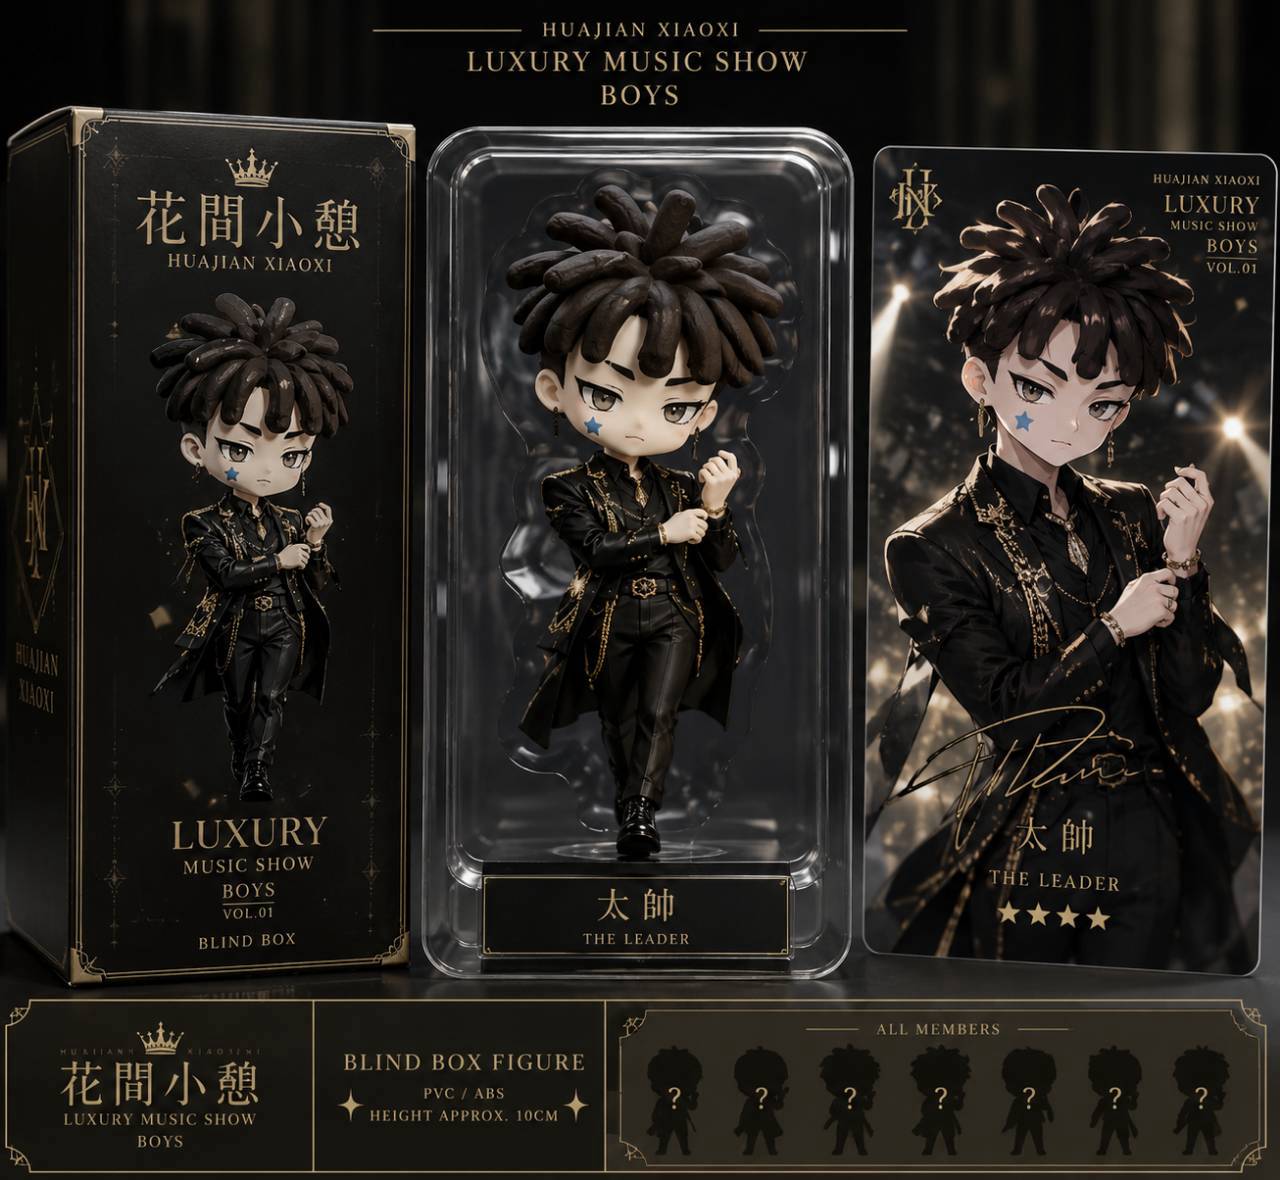 HUAJIAN XIAOXI
LUXURY MUSIC SHOW
BOYS
花間小憩
HUAJIAN XIAOXI
HUAJIAN
XIAOXI
LUXURY
MUSIC SHOW
BOYS
VOL.01
BLIND BOX
太帥
THE LEADER
HUAJIAN XIAOXI
LUXURY
MUSIC SHOW
BOYS
VOL.01
太帥
THE LEADER
花間小憩
LUXURY MUSIC SHOW
BOYS
BLIND BOX FIGURE
PVC / ABS
HEIGHT APPROX. 10CM
ALL MEMBERS
? ? ? ? ? ? ?